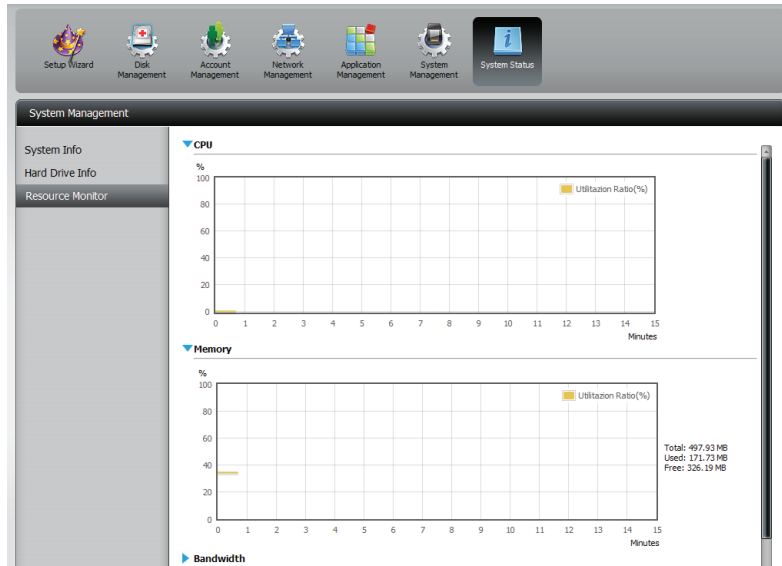 Setup Wizard
Disk
Management
Account
Management
Network
Management
Application
Management
System
Management
System Status
System Management
System Info
Hard Drive Info
Resource Monitor
CPU
%
100
80
60
40
20
0
Utilitazion Ratio(%)
0 1 2 3 4 5 6 7 8 9 10 11 12 13 14 15
Minutes
Memory
%
100
80
60
40
20
0
Utilitazion Ratio(%)
Total: 497.93 MB
Used: 171.73 MB
Free: 326.19 MB
0 1 2 3 4 5 6 7 8 9 10 11 12 13 14 15
Minutes
Bandwidth